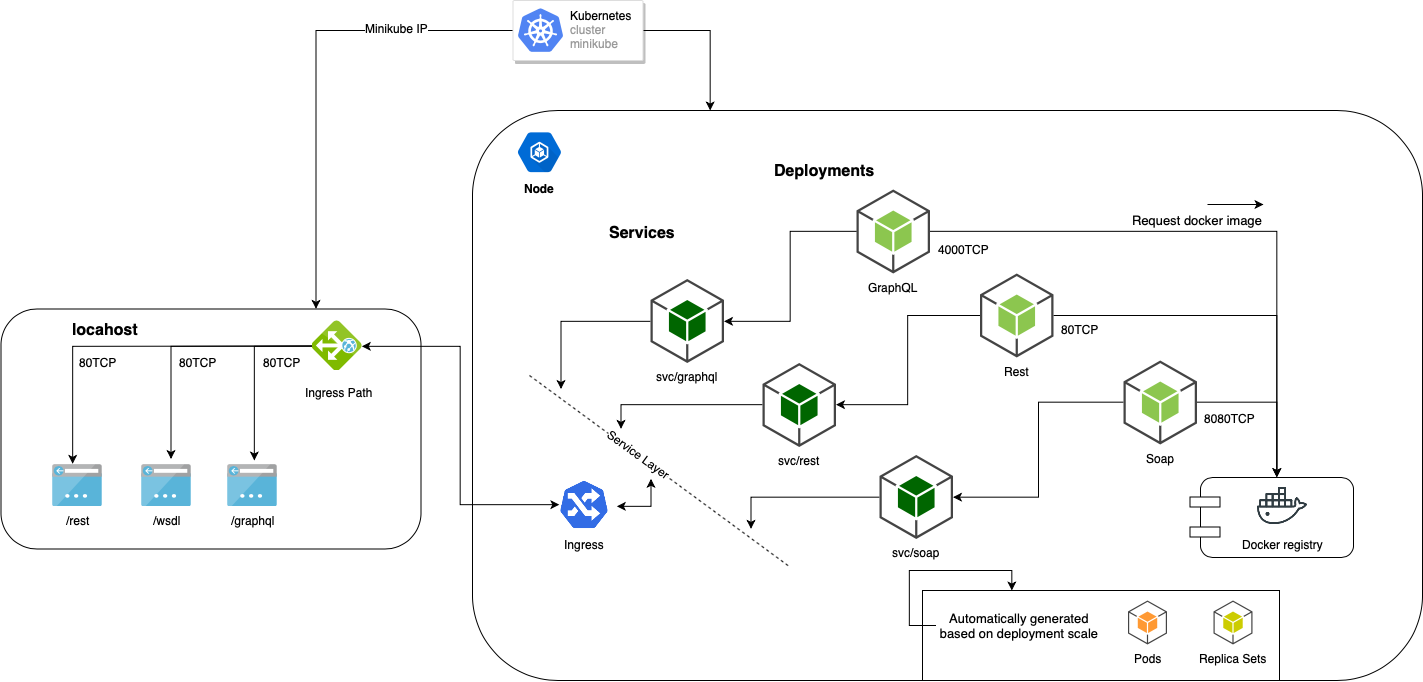 Kubernetes
cluster
minikube
Minikube IP
Node
Deployments
Request docker image
Services
4000TCP
GraphQL
80TCP
Rest
svc/graphql
8080TCP
Soap
svc/rest
Service Layer
svc/soap
Ingress
Docker registry
locahost
80TCP
80TCP
80TCP
Ingress Path
/rest
/wsdl
/graphql
Automatically generated
based on deployment scale
Pods
Replica Sets